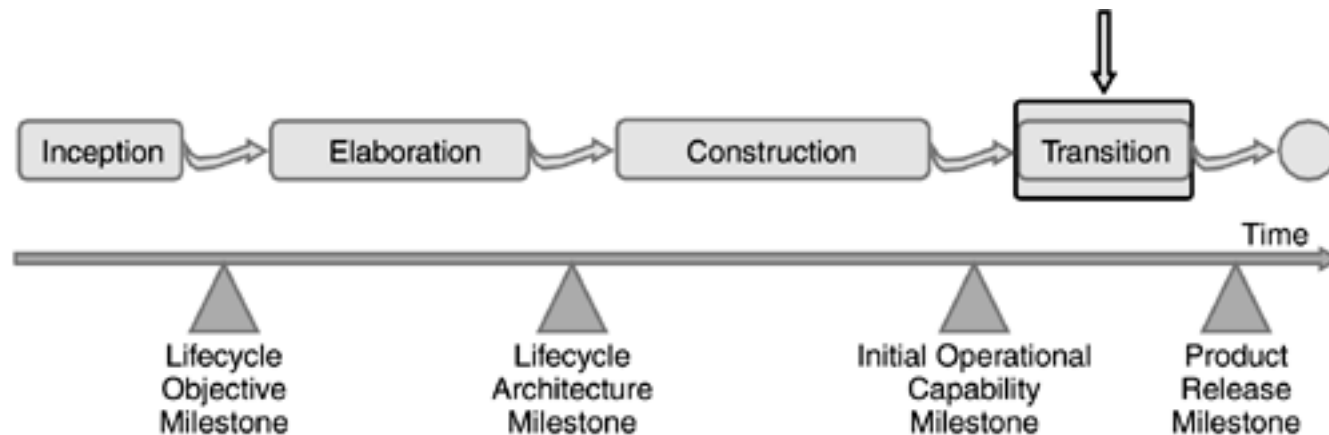 Inception
Elaboration
Construction
Transition
Time
Lifecycle
Objective
Milestone
Lifecycle
Architecture
Milestone
Initial Operational
Capability
Milestone
Product
Release
Milestone